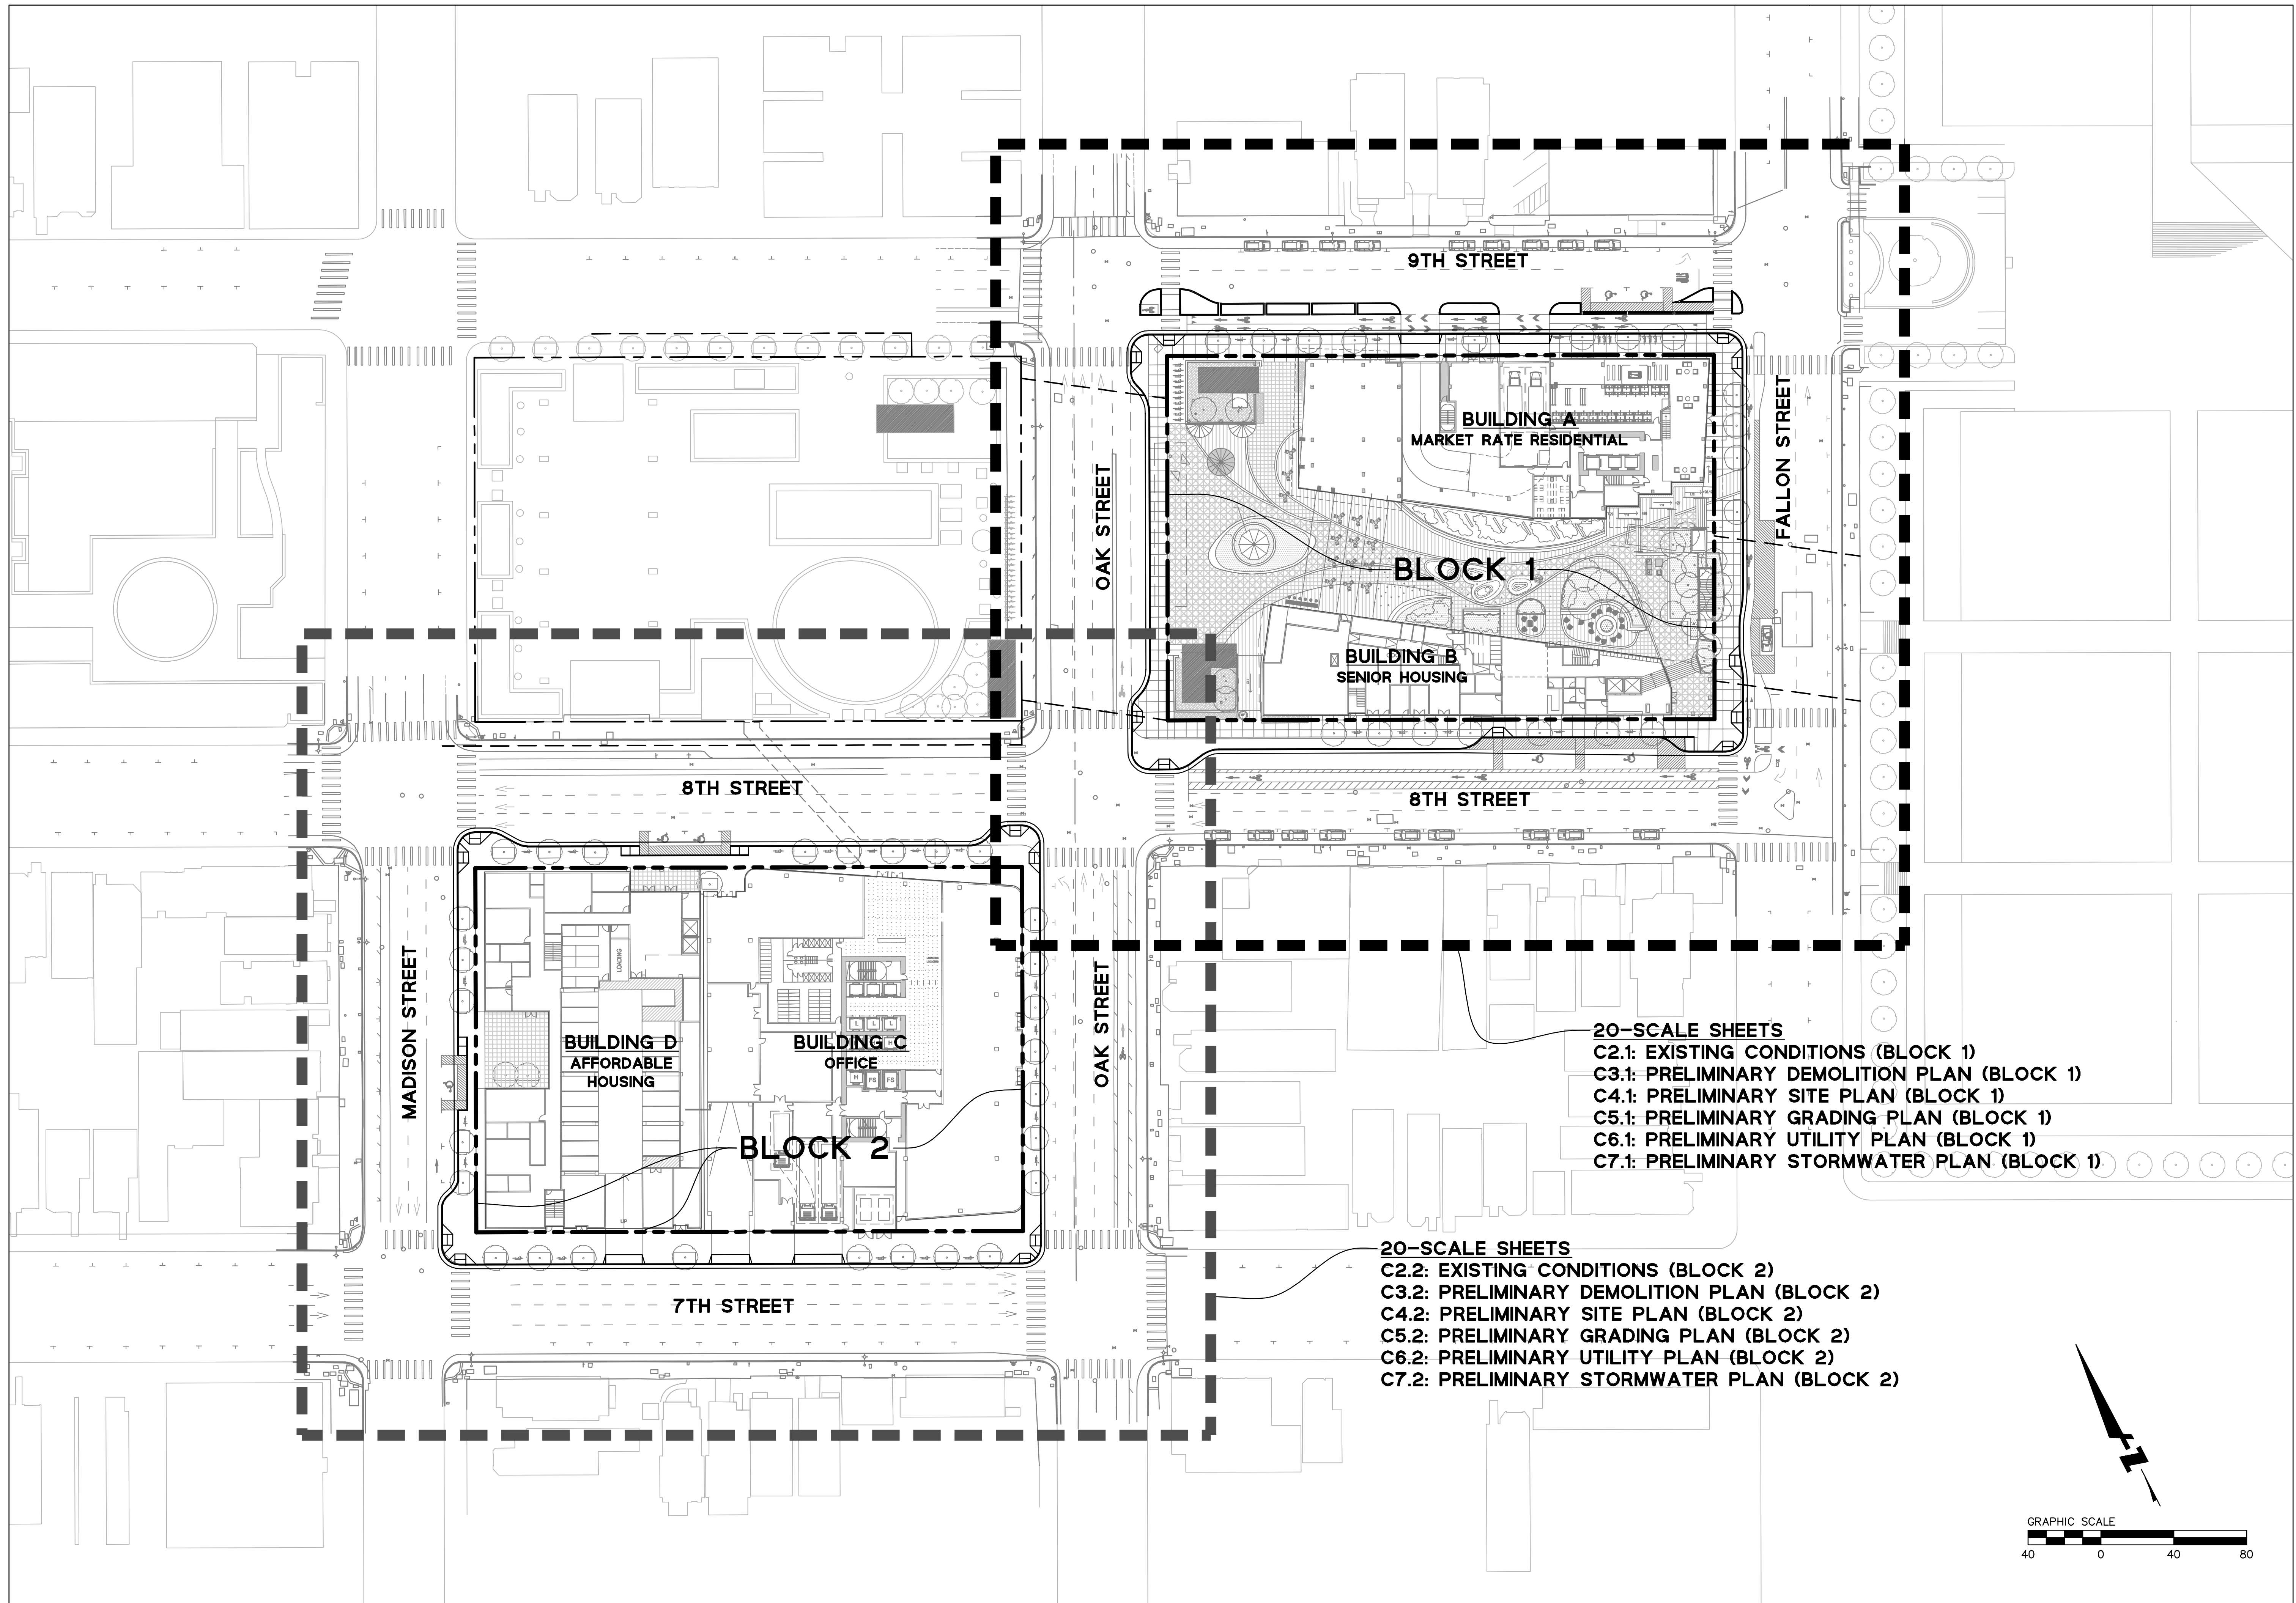 9TH STREET
BUILDING A
MARKET RATE RESIDENTIAL
FALLON STREET
OAK STREET
BLOCK 1
BUILDING B
SENIOR HOUSING
8TH STREET
8TH STREET
MADISON STREET
LOADING
BUILDING D
AFFORDABLE
HOUSING
BUILDING C
OFFICE
L
L
L
H
H
FS
FS
OAK STREET
BLOCK 2
UP
7TH STREET
20-SCALE SHEETS
C2.1: EXISTING CONDITIONS (BLOCK 1)
C3.1: PRELIMINARY DEMOLITION PLAN (BLOCK 1)
C4.1: PRELIMINARY SITE PLAN (BLOCK 1)
C5.1: PRELIMINARY GRADING PLAN (BLOCK 1)
C6.1: PRELIMINARY UTILITY PLAN (BLOCK 1)
C7.1: PRELIMINARY STORMWATER PLAN (BLOCK 1)
20-SCALE SHEETS
C2.2: EXISTING CONDITIONS (BLOCK 2)
C3.2: PRELIMINARY DEMOLITION PLAN (BLOCK 2)
C4.2: PRELIMINARY SITE PLAN (BLOCK 2)
C5.2: PRELIMINARY GRADING PLAN (BLOCK 2)
C6.2: PRELIMINARY UTILITY PLAN (BLOCK 2)
C7.2: PRELIMINARY STORMWATER PLAN (BLOCK 2)
Z
GRAPHIC SCALE
40 0 40 80